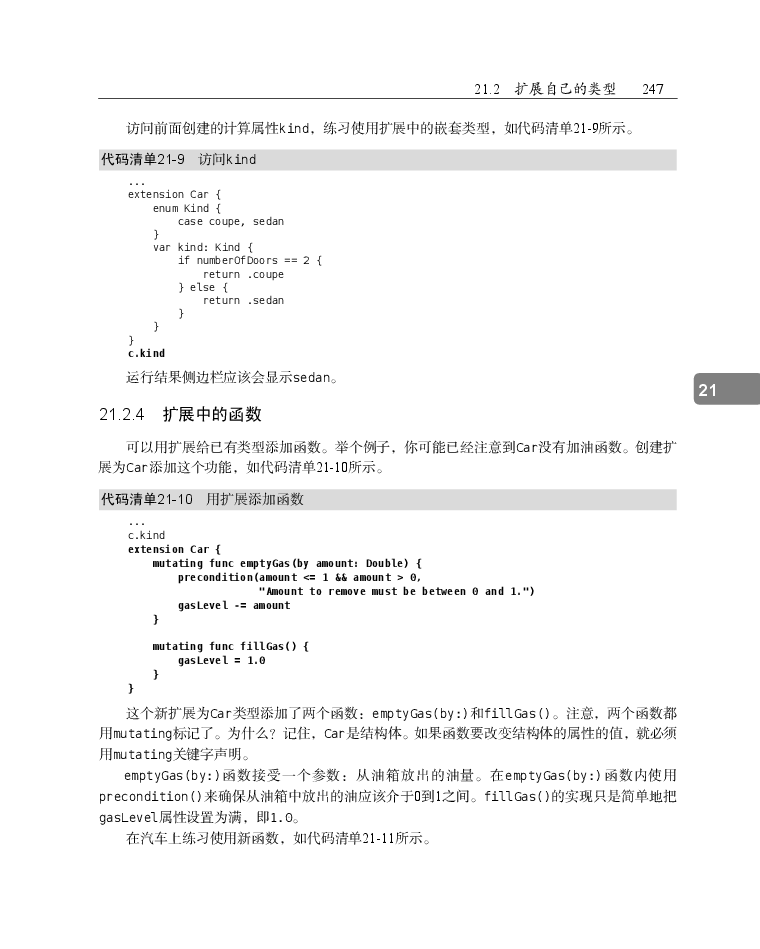 21.2 扩展自己的类型 247
访问前面创建的计算属性kind，练习使用扩展中的嵌套类型，如代码清单21-9所示。
代码清单21-9 访问kind
...
extension Car {
    enum Kind {
        case coupe, sedan
    }
    var kind: Kind {
        if numberOfDoors == 2 {
            return .coupe
        } else {
            return .sedan
        }
    }
}
c.kind
运行结果侧边栏应该会显示sedan。
21
21.2.4 扩展中的函数
可以用扩展给已有类型添加函数。举个例子，你可能已经注意到Car没有加油函数。创建扩
展为Car添加这个功能，如代码清单21-10所示。
代码清单21-10 用扩展添加函数
...
c.kind
extension Car {
    mutating func emptyGas(by amount: Double) {
        precondition(amount <= 1 && amount > 0,
                     "Amount to remove must be between 0 and 1.")
        gasLevel -= amount
    }
    mutating func fillGas() {
        gasLevel = 1.0
    }
}
这个新扩展为Car类型添加了两个函数：emptyGas(by:)和fillGas()。注意，两个函数都
用mutating标记了。为什么？记住，Car是结构体。如果函数要改变结构体的属性的值，就必须
用mutating关键字声明。
emptyGas(by:)函数接受一个参数：从油箱放出的油量。在emptyGas(by:)函数内使用
precondition()来确保从油箱中放出的油应该介于0到1之间。fillGas()的实现只是简单地把
gasLevel属性设置为满，即1.0。
在汽车上练习使用新函数，如代码清单21-11所示。